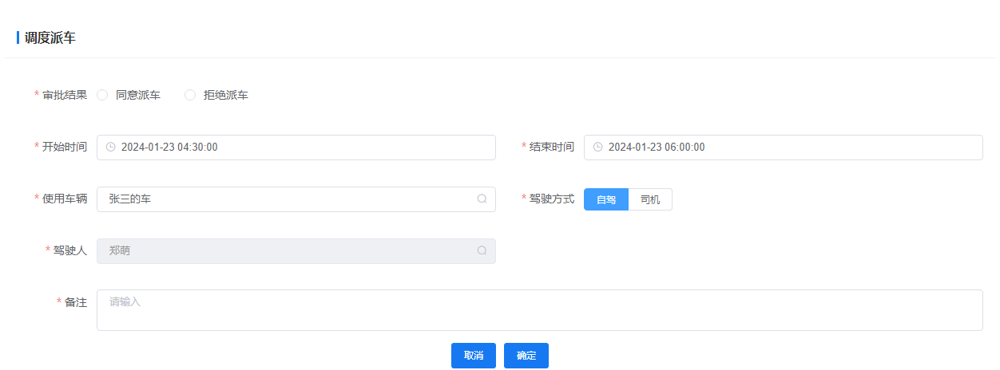 调度派车
* 审批结果 同意派车 拒绝派车
* 开始时间 2024-01-23 04:30:00 * 结束时间 2024-01-23 06:00:00
* 使用车辆 张三的车 * 驾驶方式 自驾 司机
* 驾驶人 郑萌
* 备注 请输入
取消 确定